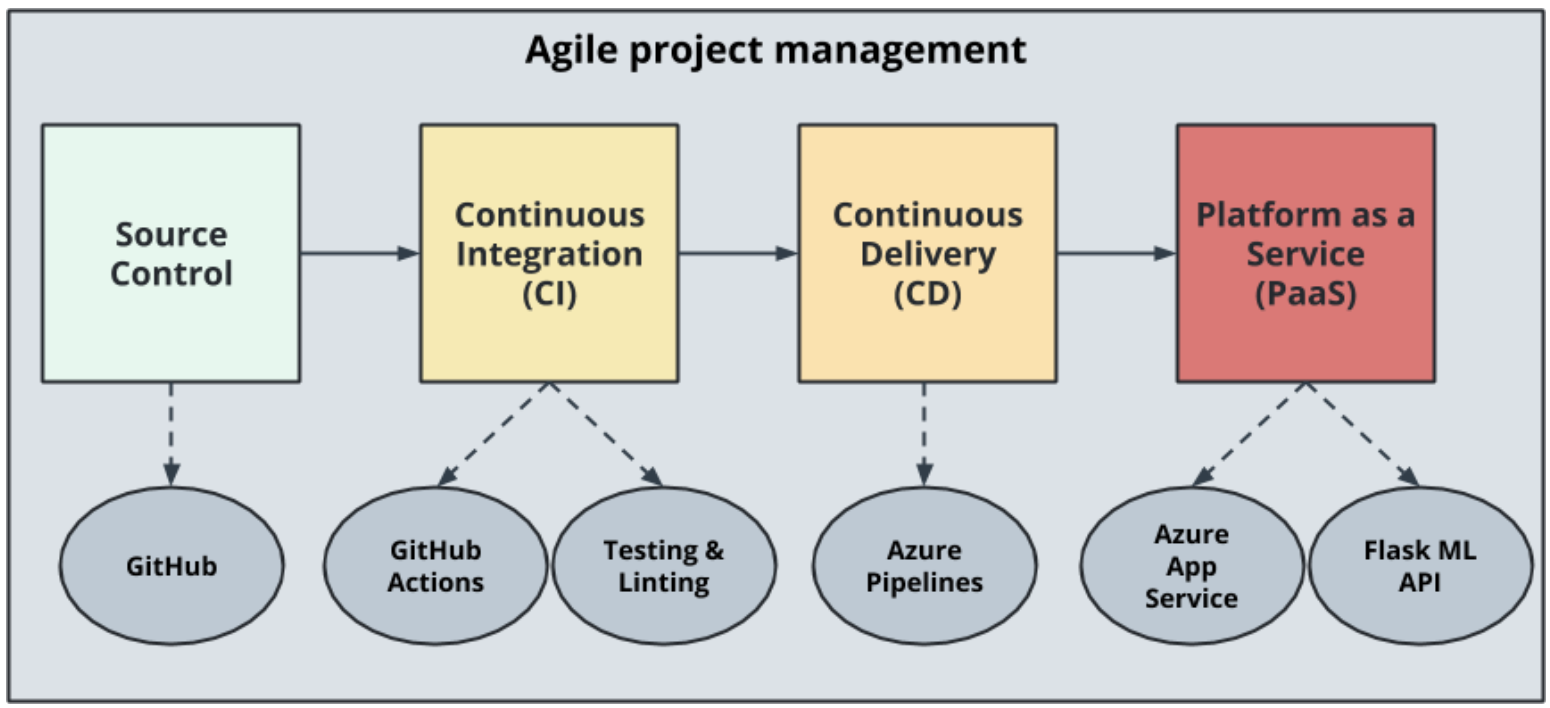 Agile project management
Source
Control
Continuous
Integration
(CI)
Continuous
Delivery
(CD)
Platform as a
Service
(PaaS)
GitHub
GitHub
Actions
Testing &
Linting
Azure
Pipelines
Azure
App
Service
Flask ML
API